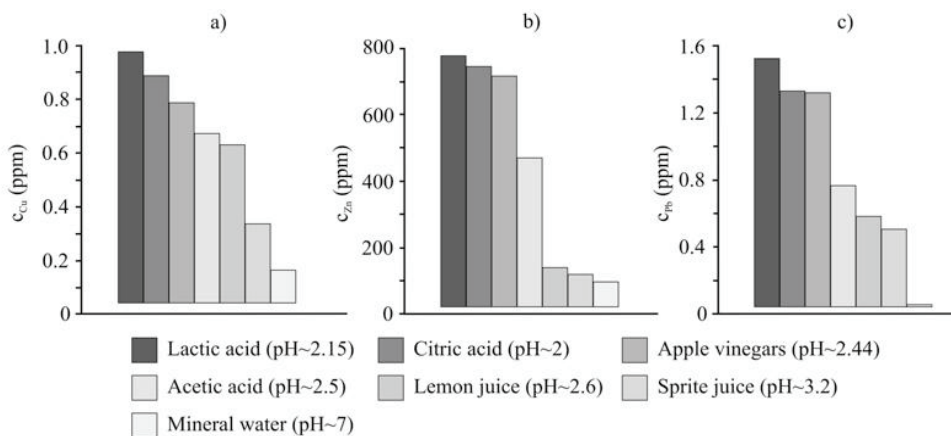 a)
1.0
0.8
0.6
0.4
0.2
0
c_Cu (ppm)
b)
800
600
400
200
0
c_Zn (ppm)
c)
1.6
1.2
0.8
0.4
0
c_Pb (ppm)
Lactic acid (pH~2.15)
Citric acid (pH~2)
Apple vinegars (pH~2.44)
Acetic acid (pH~2.5)
Lemon juice (pH~2.6)
Sprite juice (pH~3.2)
Mineral water (pH~7)